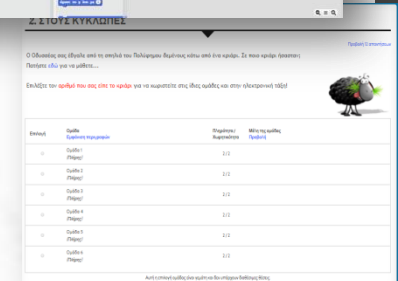 2. ΣΤΟΥΣ ΚΥΚΛΩΠΕΣ
Προβολή 0 απαντήσεων
Ο Οδυσσέας σας έβγαλε από τη σπηλιά του Πολύφημου δεμένους κάτω από ένα κριάρι. Σε ποιο κριάρι ήσασταν;
Πατήστε εδώ για να μάθετε....
Επιλέξτε τον αριθμό που σας είπε το κριάρι για να χωριστείτε στις ίδιες ομάδες και στην ηλεκτρονική τάξη!
Επιλογή Ομάδα Πληρότητα / Χωρητικότητα Μέλη της ομάδας
Εμφάνιση περιγραφών Προβολή
Ομάδα 1 2 / 2
(Πλήρης)
Ομάδα 2 2 / 2
(Πλήρης)
Ομάδα 3 2 / 2
(Πλήρης)
Ομάδα 4 2 / 2
(Πλήρης)
Ομάδα 5 2 / 2
(Πλήρης)
Ομάδα 6 2 / 2
(Πλήρης)